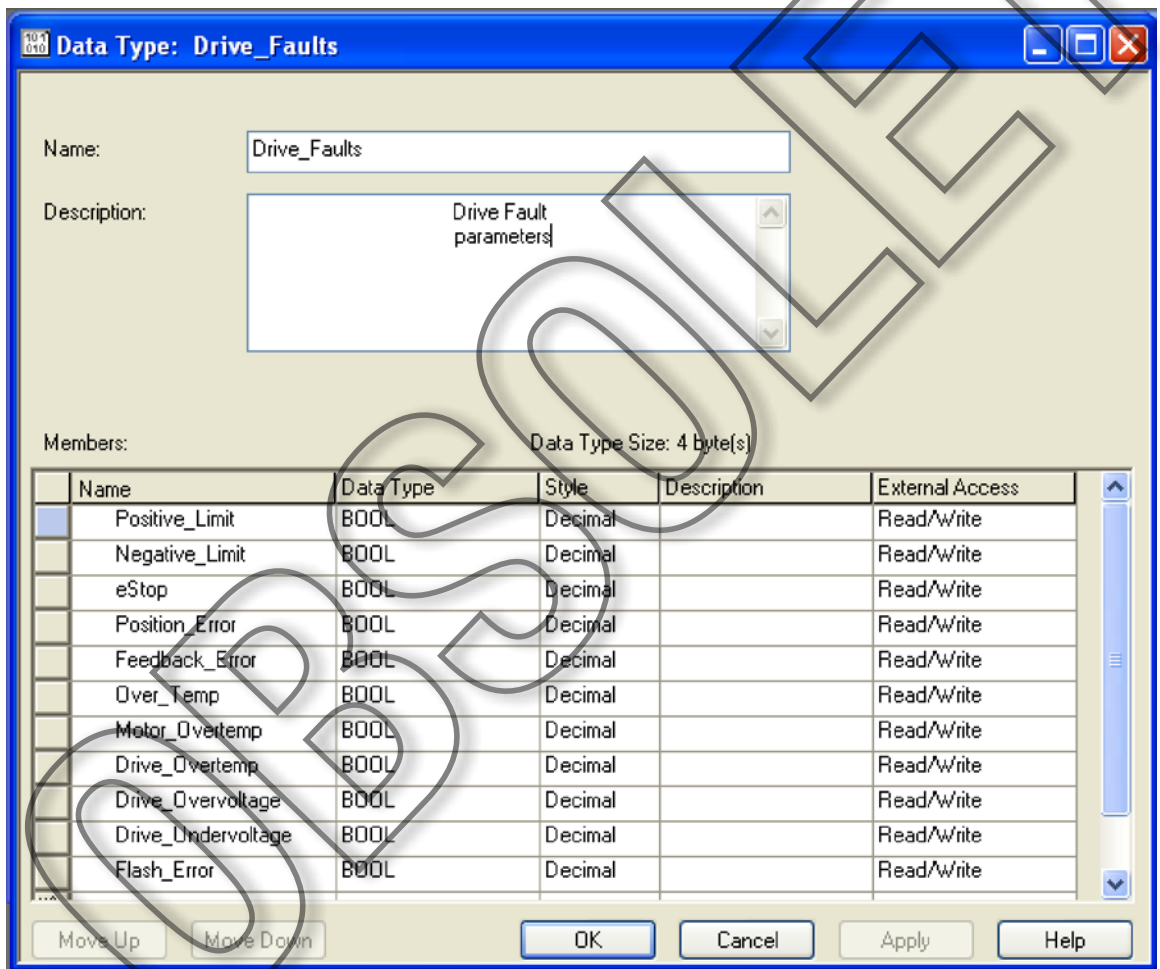 Data Type: Drive_Faults
Name:
Drive_Faults
Description:
Drive Fault
parameters
Members:
Data Type Size: 4 byte(s)
Name Data Type Style Description External Access
Positive_Limit BOOL Decimal Read/Write
Negative_Limit BOOL Decimal Read/Write
eStop BOOL Decimal Read/Write
Position_Error BOOL Decimal Read/Write
Feedback_Error BOOL Decimal Read/Write
Over_Temp BOOL Decimal Read/Write
Motor_Overtemp BOOL Decimal Read/Write
Drive_Overtemp BOOL Decimal Read/Write
Drive_Overvoltage BOOL Decimal Read/Write
Drive_Undervoltage BOOL Decimal Read/Write
Flash_Error BOOL Decimal Read/Write
Move Up Move Down OK Cancel Apply Help
OBSOLETE